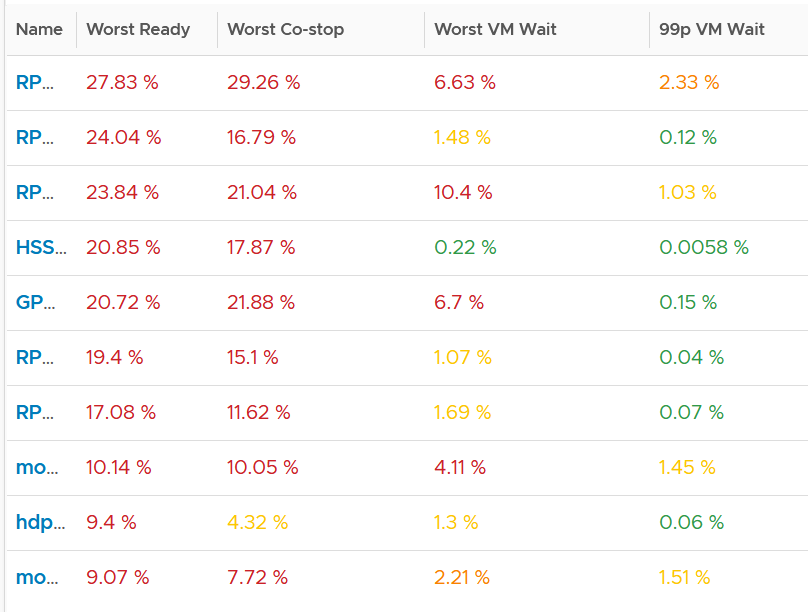 Name Worst Ready Worst Co-stop Worst VM Wait 99p VM Wait
RP... 27.83 % 29.26 % 6.63 % 2.33 %
RP... 24.04 % 16.79 % 1.48 % 0.12 %
RP... 23.84 % 21.04 % 10.4 % 1.03 %
HSS... 20.85 % 17.87 % 0.22 % 0.0058 %
GP... 20.72 % 21.88 % 6.7 % 0.15 %
RP... 19.4 % 15.1 % 1.07 % 0.04 %
RP... 17.08 % 11.62 % 1.69 % 0.07 %
mo... 10.14 % 10.05 % 4.11 % 1.45 %
hdp... 9.4 % 4.32 % 1.3 % 0.06 %
mo... 9.07 % 7.72 % 2.21 % 1.51 %